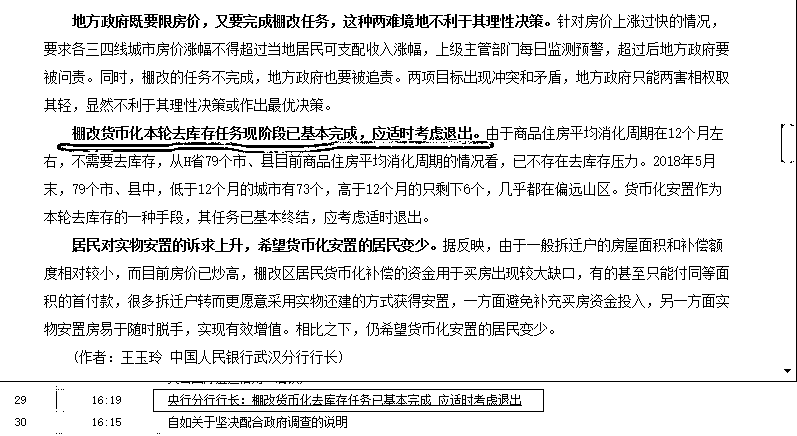 地方政府既要限房价，又要完成棚改任务，这种两难境地不利于其理性决策。针对房价上涨过快的情况，
要求各三四线城市房价涨幅不得超过当地居民可支配收入涨幅，上级主管部门每日监测预警，超过后地方政府要
被问责。同时，棚改的任务不完成，地方政府也要被追责。两项目标出现冲突和矛盾，地方政府只能两害相权取
其轻，显然不利于其理性决策或作出最优决策。
棚改货币化本轮去库存任务现阶段已基本完成，应适时考虑退出。由于商品住房平均消化周期在12个月左
右，不需要去库存，从H省79个市、县目前商品住房平均消化周期的情况看，已不存在去库存压力。2018年5月
末，79个市、县中，低于12个月的城市有73个，高于12个月的只剩下6个，几乎都在偏远山区。货币化安置作为
本轮去库存的一种手段，其任务已基本终结，应考虑适时退出。
居民对实物安置的诉求上升，希望货币化安置的居民变少。据反映，由于一般拆迁户的房屋面积和补偿额
度相对较小，而目前房价已炒高，棚改区居民货币化补偿的资金用于买房出现较大缺口，有的甚至只能付同等面
积的首付款，很多拆迁户转而更愿意采用实物还建的方式获得安置，一方面避免补充买房资金投入，另一方面实
物安置房易于随时脱手，实现有效增值。相比之下，仍希望货币化安置的居民变少。
(作者：王玉玲 中国人民银行武汉分行行长)
29 16:19 央行分行行长：棚改货币化去库存任务已基本完成 应适时考虑退出
30 16:15 自如关于坚决配合政府调查的说明